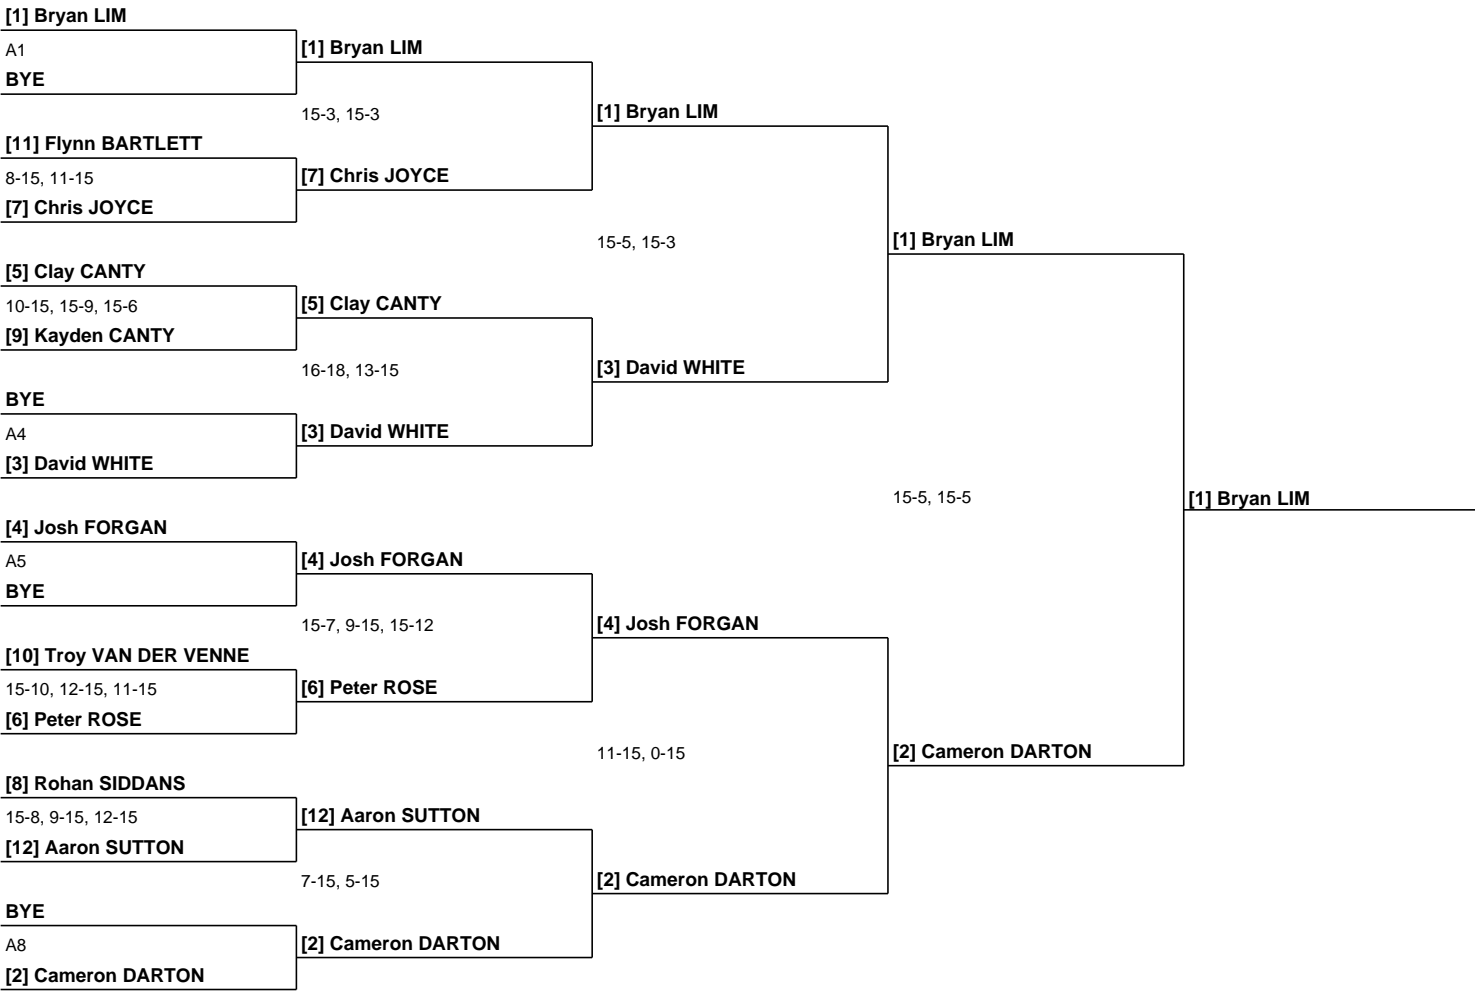 [1] Bryan LIM
A1
BYE
[11] Flynn BARTLETT
8-15, 11-15
[7] Chris JOYCE
[5] Clay CANTY
10-15, 15-9, 15-6
[9] Kayden CANTY
BYE
A4
[3] David WHITE
[4] Josh FORGAN
A5
BYE
[10] Troy VAN DER VENNE
15-10, 12-15, 11-15
[6] Peter ROSE
[8] Rohan SIDDANS
15-8, 9-15, 12-15
[12] Aaron SUTTON
BYE
A8
[2] Cameron DARTON
[1] Bryan LIM
15-3, 15-3
[7] Chris JOYCE
[5] Clay CANTY
16-18, 13-15
[3] David WHITE
[4] Josh FORGAN
15-7, 9-15, 15-12
[6] Peter ROSE
[12] Aaron SUTTON
7-15, 5-15
[2] Cameron DARTON
[1] Bryan LIM
15-5, 15-3
[3] David WHITE
[4] Josh FORGAN
11-15, 0-15
[2] Cameron DARTON
[1] Bryan LIM
15-5, 15-5
[2] Cameron DARTON
[1] Bryan LIM